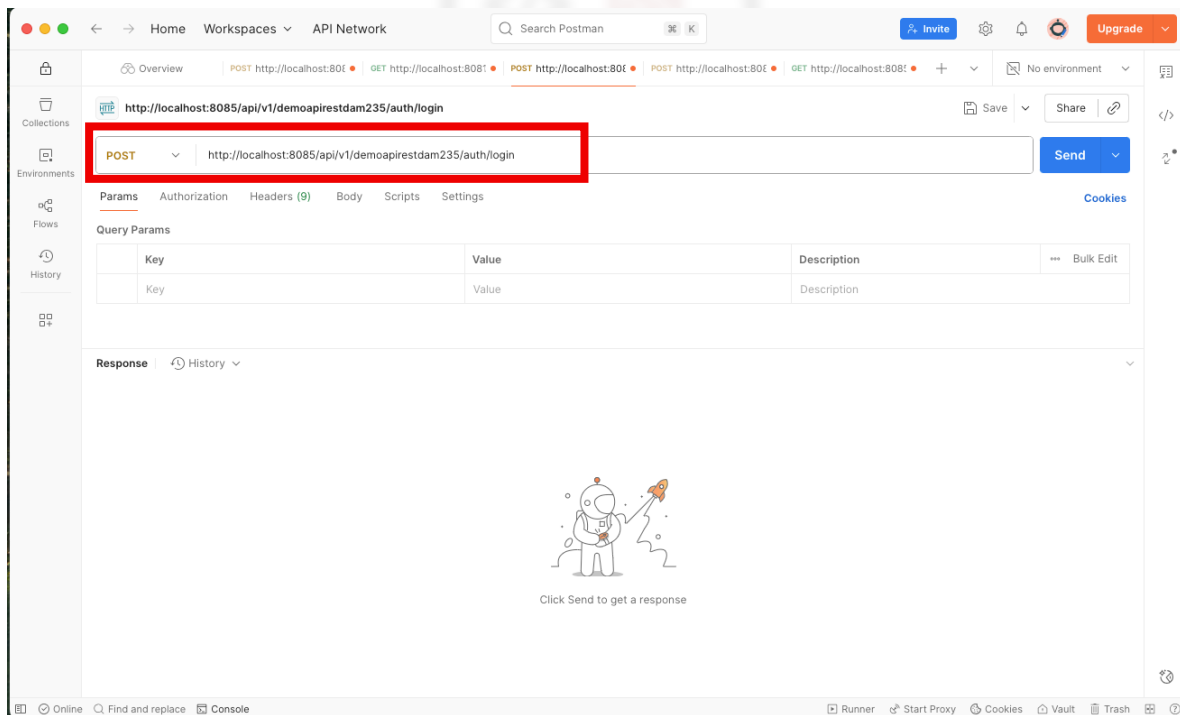 Home Workspaces API Network Search Postman ⌘ K Invite Upgrade
Overview POST http://localhost:808 GET http://localhost:8081 POST http://localhost:808 POST http://localhost:808 GET http://localhost:8085 No environment
HTTP http://localhost:8085/api/v1/demoapirestdam235/auth/login Save Share
Collections
POST http://localhost:8085/api/v1/demoapirestdam235/auth/login Send
Environments
Params Authorization Headers (9) Body Scripts Settings Cookies
Flows
Query Params
Key Value Description Bulk Edit
History
Key Value Description
Response History
Click Send to get a response
Online Find and replace Console Runner Start Proxy Cookies Vault Trash